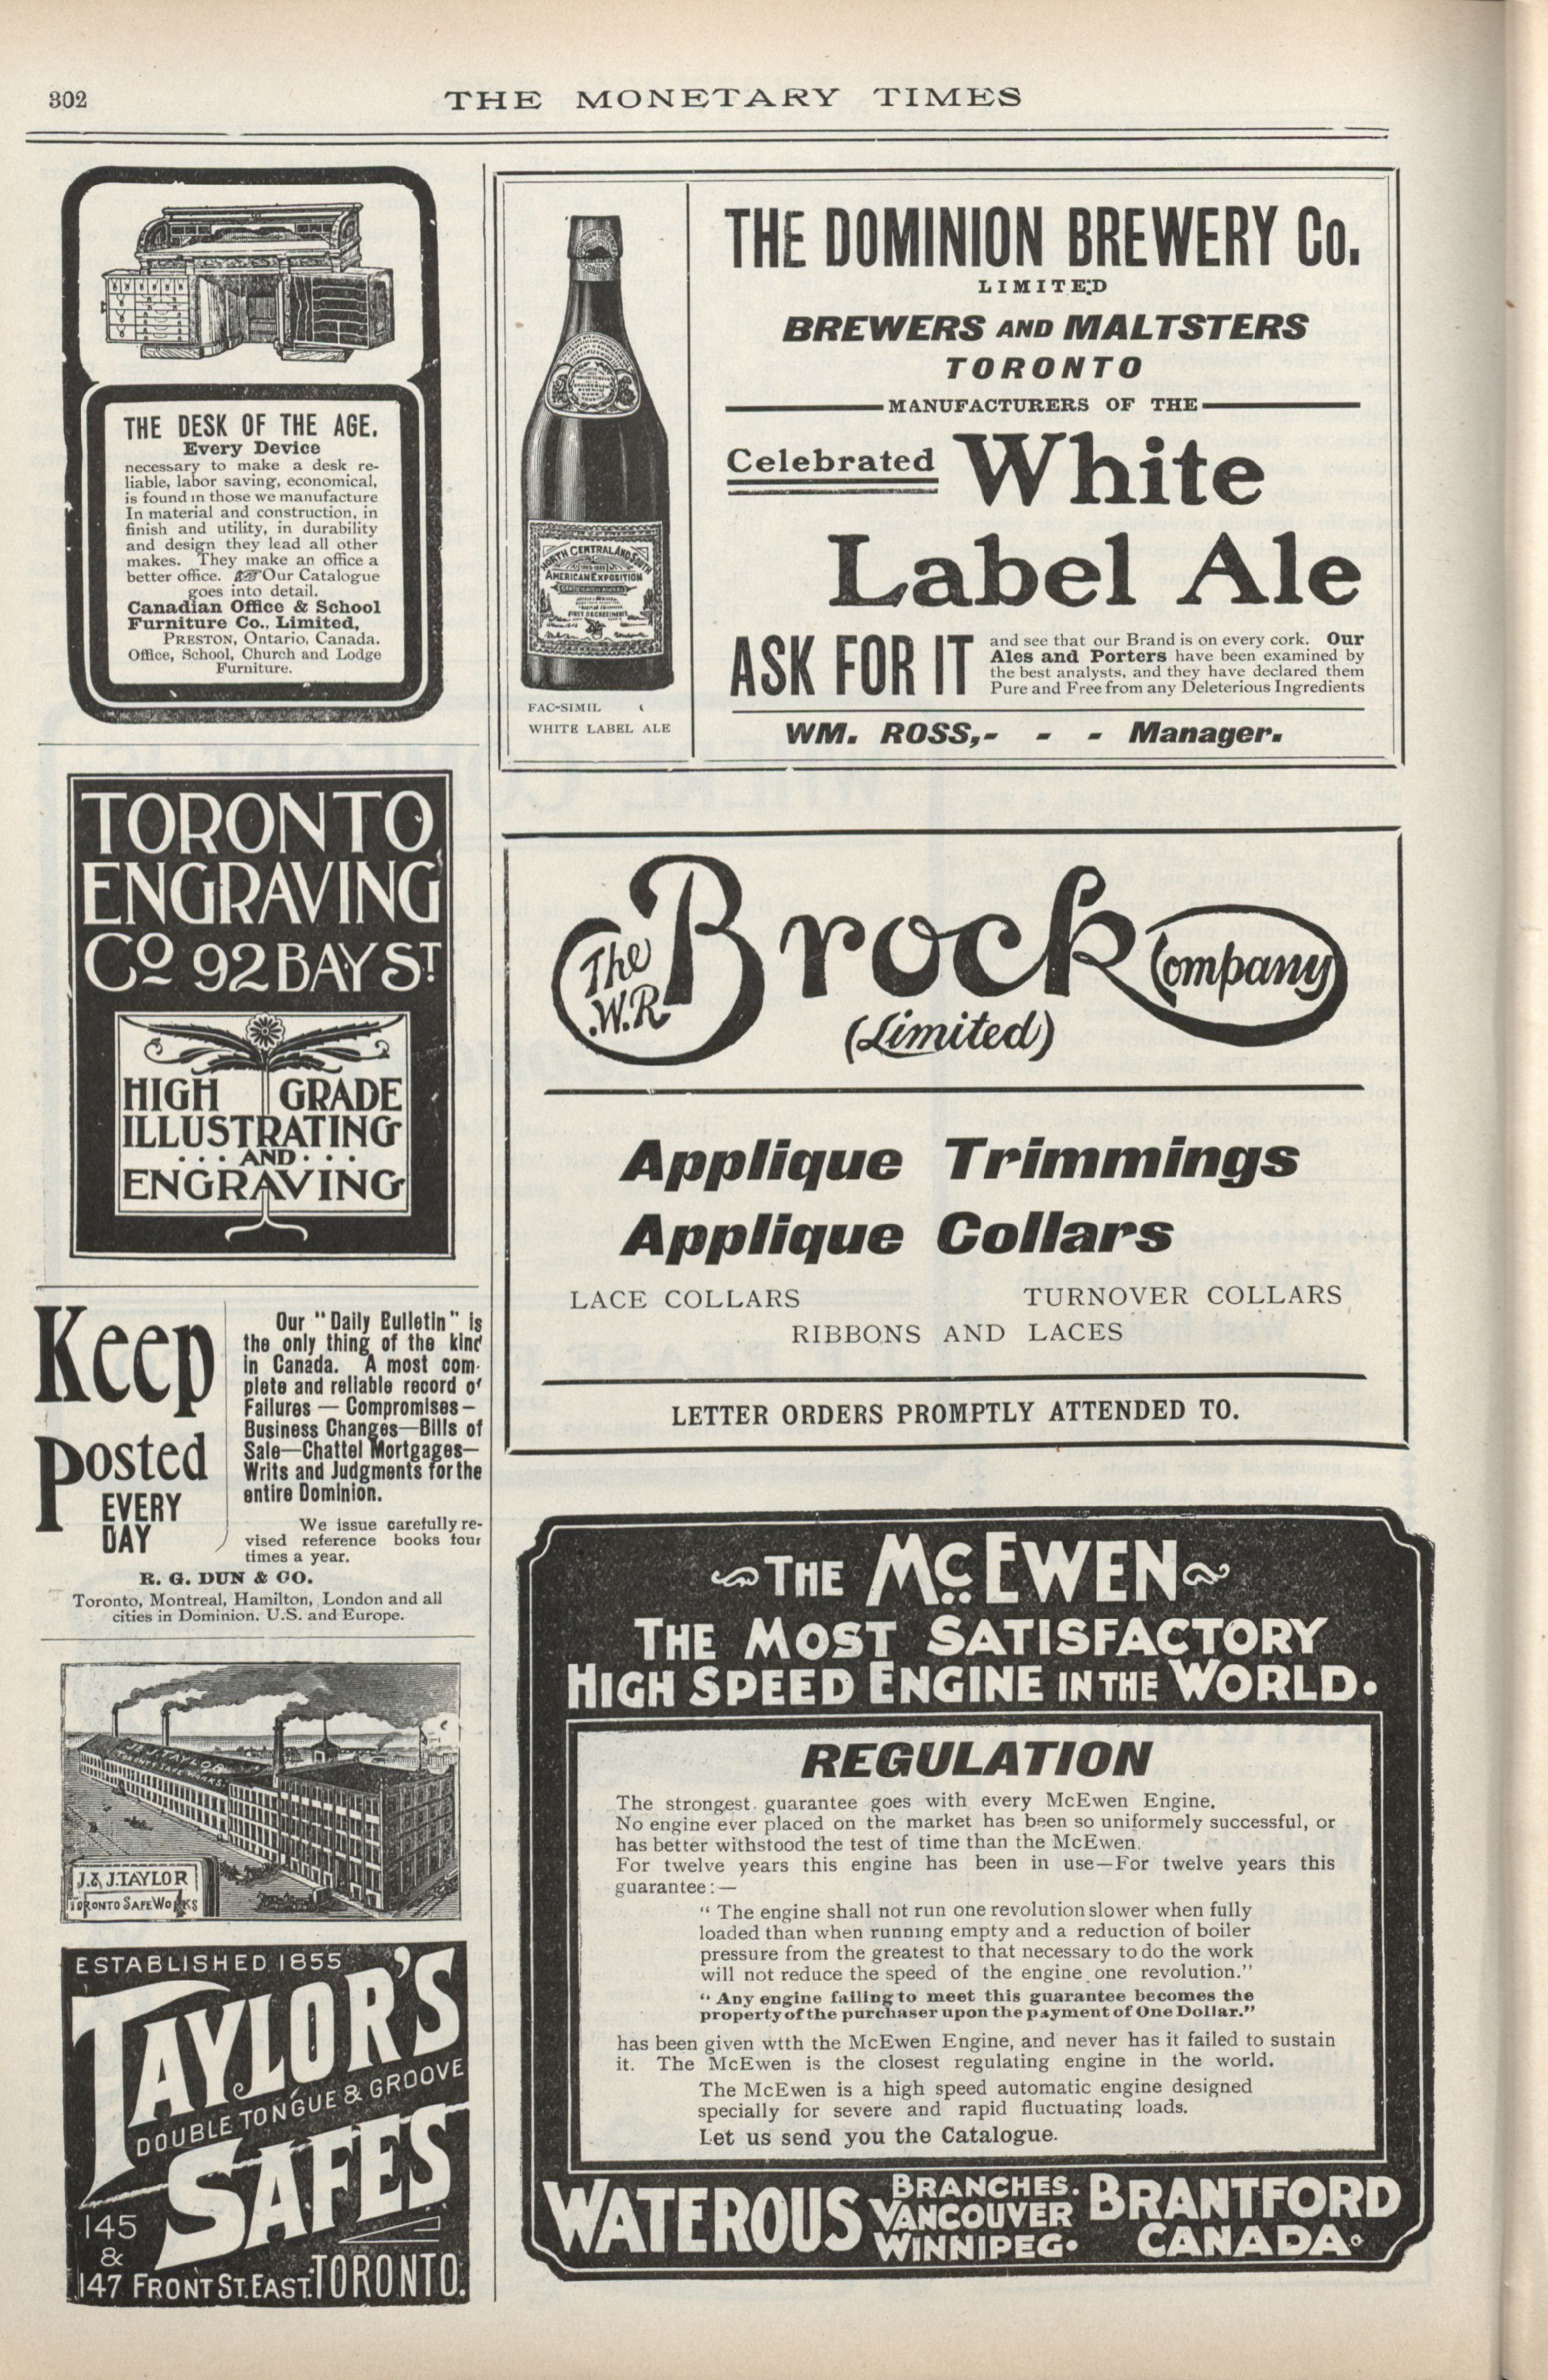 302
THE MONETARY TIMES
THE DESK OF THE AGE.
Every Device
necessary to make a desk re-
liable, labor saving, economical,
is found in those we manufacture
In material and construction, in
finish and utility, in durability
and design they lead all other
makes. They make an office a
better office. Our Catalogue
goes into detail.
Canadian Office & School
Furniture Co., Limited,
PRESTON, Ontario, Canada.
Office, School, Church and Lodge
Furniture.
TORONTO
ENGRAVING
Co 92 BAY ST.
HIGH GRADE
ILLUSTRATING
... AND ...
ENGRAVING
Keep
Posted
EVERY
DAY
Our "Daily Bulletin" is
the only thing of the kind
in Canada. A most com-
plete and reliable record of
Failures — Compromises —
Business Changes—Bills of
Sale—Chattel Mortgages—
Writs and Judgments for the
entire Dominion.
We issue carefully re-
vised reference books four
times a year.
R. G. DUN & CO.
Toronto, Montreal, Hamilton, London and all
cities in Dominion. U.S. and Europe.
J. & J. TAYLOR
TORONTO SAFE WORKS.
J. & J. TAYLOR
TORONTO SAFE WORKS
ESTABLISHED 1855
TAYLOR'S
DOUBLE TONGUE & GROOVE
SAFES
145
&
147 FRONT ST. EAST. TORONTO.
NORTH CENTRAL AND SOUTH
AMERICAN EXPOSITION
FAC-SIMIL
WHITE LABEL ALE
THE DOMINION BREWERY Co.
LIMITED
BREWERS AND MALTSTERS
TORONTO
MANUFACTURERS OF THE
Celebrated White
Label Ale
ASK FOR IT
and see that our Brand is on every cork. Our
Ales and Porters have been examined by
the best analysts, and they have declared them
Pure and Free from any Deleterious Ingredients
WM. ROSS,- - - Manager.
The W.R. Brock Company
(Limited)
Applique Trimmings
Applique Collars
LACE COLLARS TURNOVER COLLARS
RIBBONS AND LACES
LETTER ORDERS PROMPTLY ATTENDED TO.
THE McEWEN
THE MOST SATISFACTORY
HIGH SPEED ENGINE IN THE WORLD.
REGULATION
The strongest guarantee goes with every McEwen Engine.
No engine ever placed on the market has been so uniformely successful, or
has better withstood the test of time than the McEwen.
For twelve years this engine has been in use—For twelve years this
guarantee:—
"The engine shall not run one revolution slower when fully
loaded than when running empty and a reduction of boiler
pressure from the greatest to that necessary to do the work
will not reduce the speed of the engine one revolution."
"Any engine failing to meet this guarantee becomes the
property of the purchaser upon the payment of One Dollar."
has been given wtth the McEwen Engine, and never has it failed to sustain
it. The McEwen is the closest regulating engine in the world.
The McEwen is a high speed automatic engine designed
specially for severe and rapid fluctuating loads.
Let us send you the Catalogue.
WATEROUS
BRANCHES.
VANCOUVER
WINNIPEG.
BRANTFORD
CANADA.